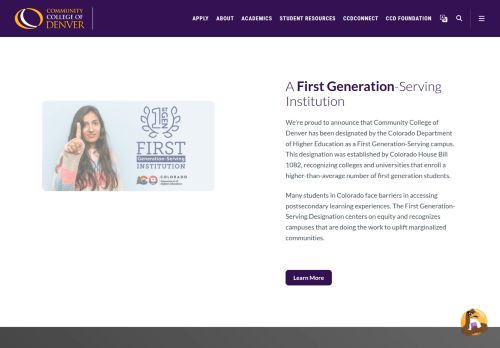 COMMUNITY
COLLEGE OF
DENVER
APPLY ABOUT ACADEMICS STUDENT RESOURCES CCDCONNECT CCD FOUNDATION
1
ST
GEN
FIRST
Generation-Serving
INSTITUTION
COLORADO
Department of
Higher Education
A First Generation-Serving
Institution
We're proud to announce that Community College of
Denver has been designated by the Colorado Department
of Higher Education as a First Generation-Serving campus.
This designation was established by Colorado House Bill
1082, recognizing colleges and universities that enroll a
higher-than-average number of first generation students.
Many students in Colorado face barriers in accessing
postsecondary learning experiences. The First Generation-
Serving Designation centers on equity and recognizes
campuses that are doing the work to uplift marginalized
communities.
Learn More